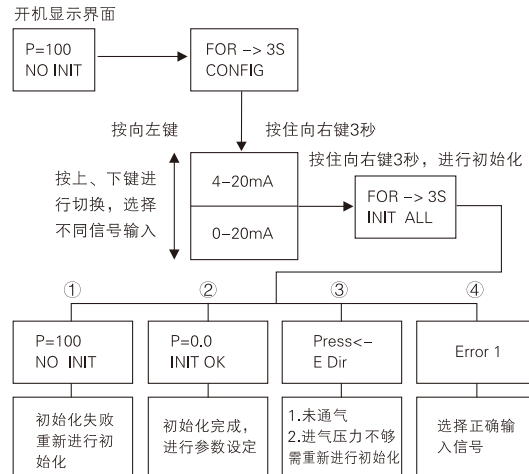 开机显示界面
P=100
NO INIT
FOR -> 3S
CONFIG
按向左键
按住向右键3秒
按上、下键进
行切换，选择
不同信号输入
4-20mA
0-20mA
按住向右键3秒，进行初始化
FOR -> 3S
INIT ALL
①
②
③
④
P=100
NO INIT
P=0.0
INIT OK
Press<-
E Dir
Error 1
初始化失败
重新进行初
始化
初始化完成，
进行参数设定
1.未通气
2.进气压力不够
需重新进行初始化
选择正确输
入信号